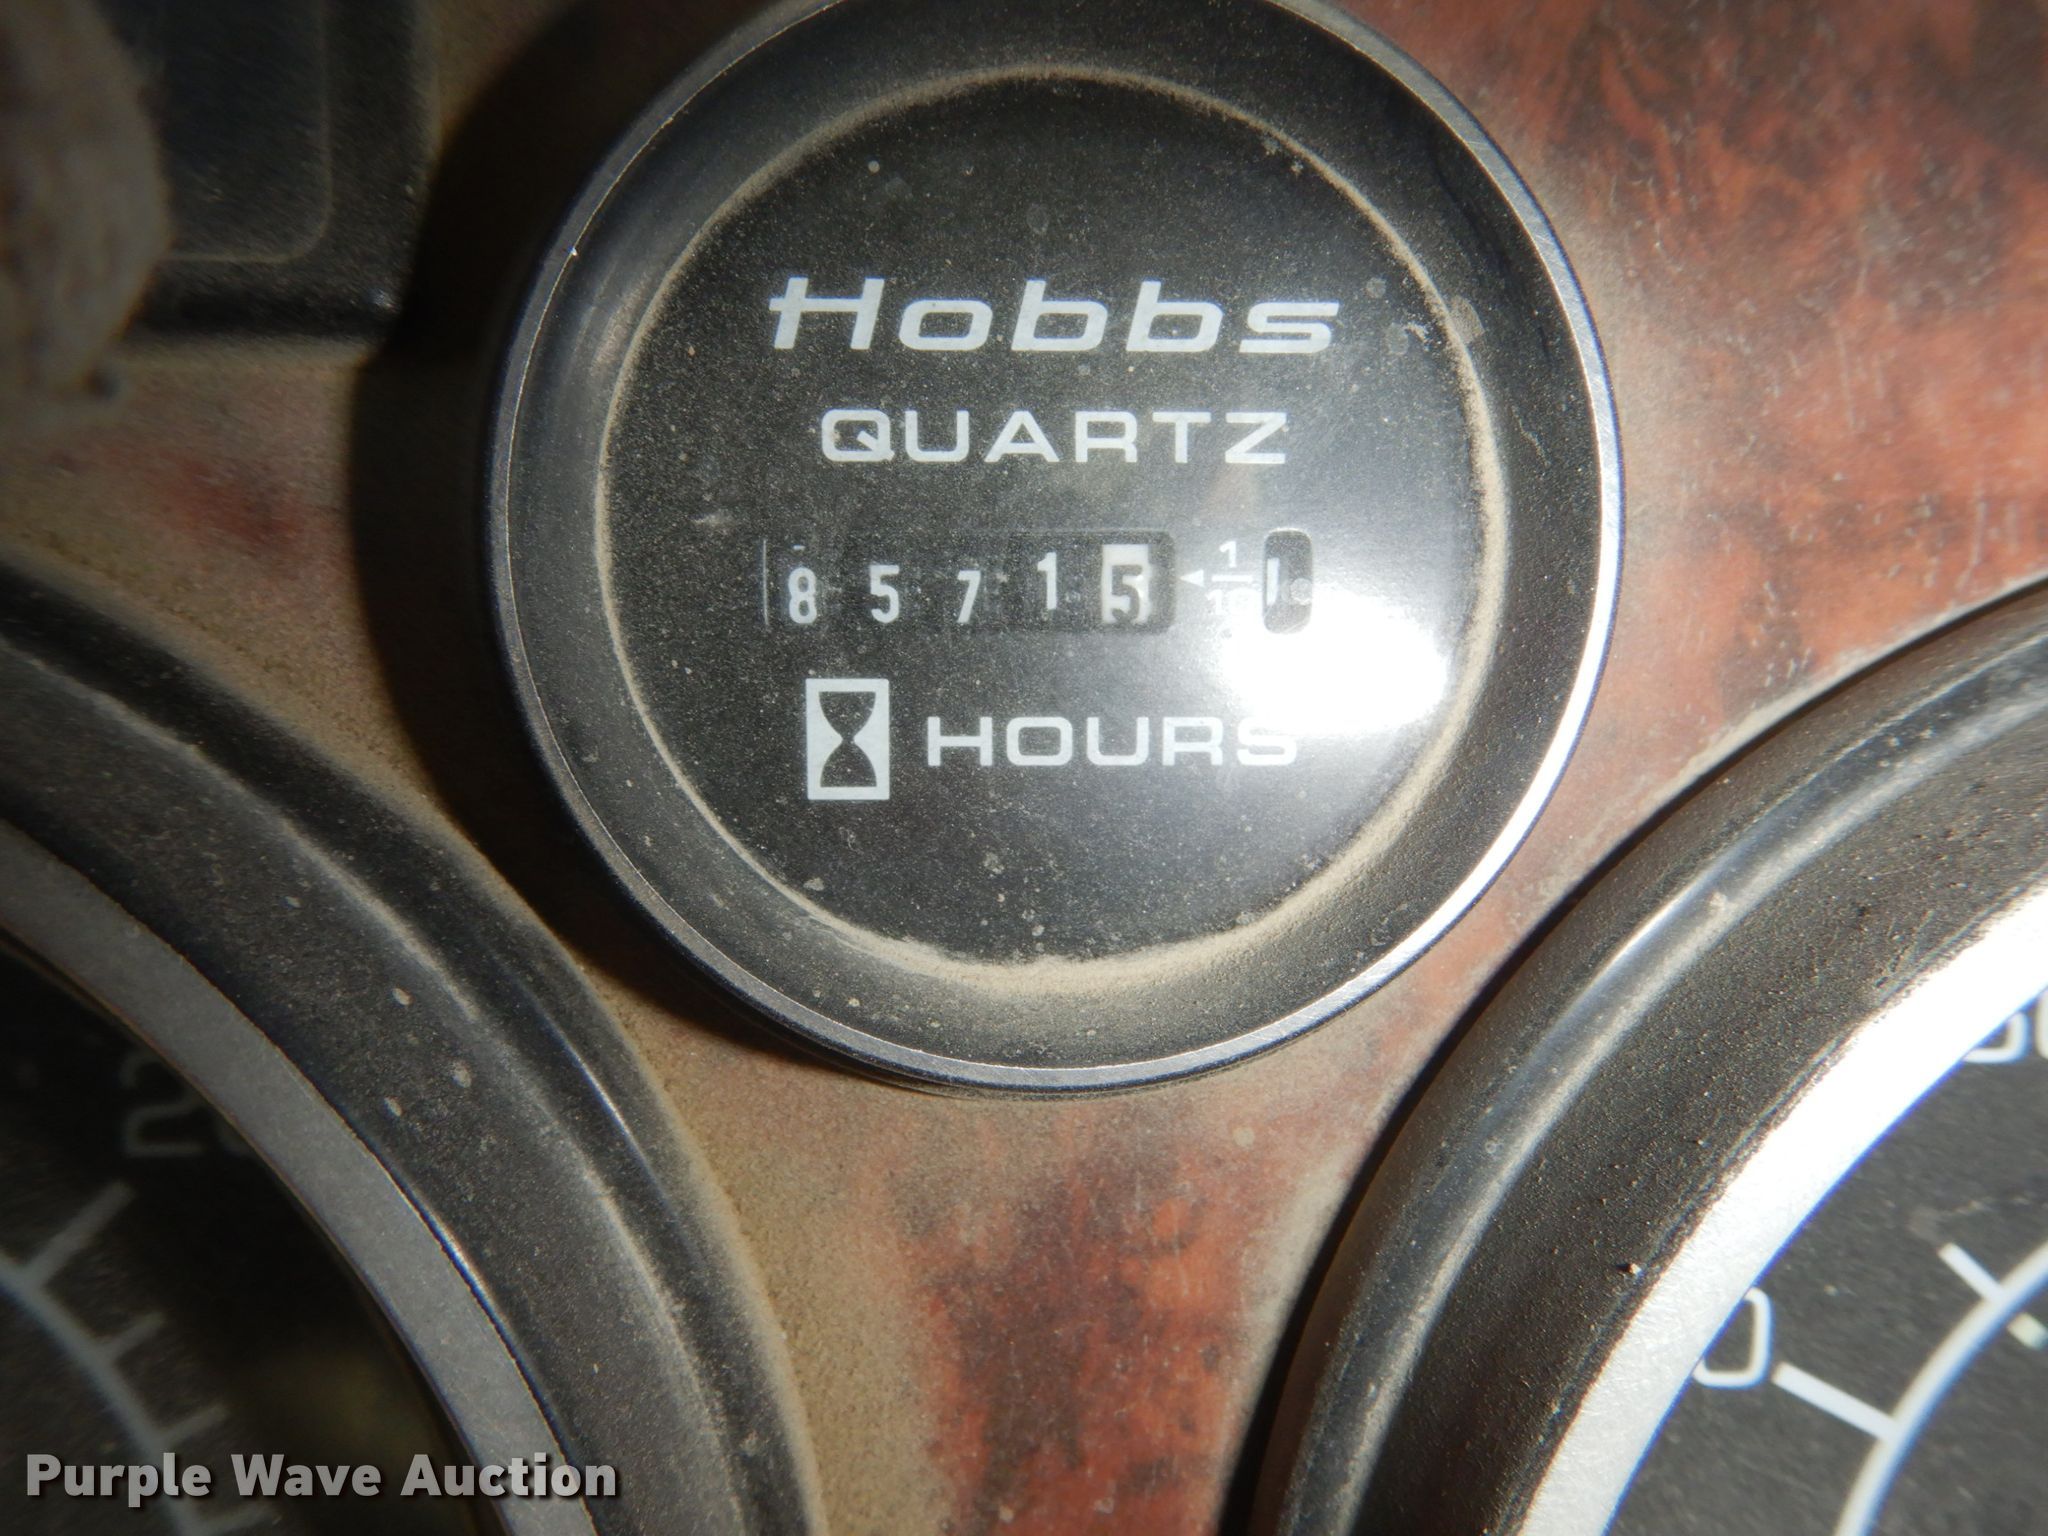 Hobbs
QUARTZ
8 5 7 1 5 1/10
HOURS
Purple Wave Auction